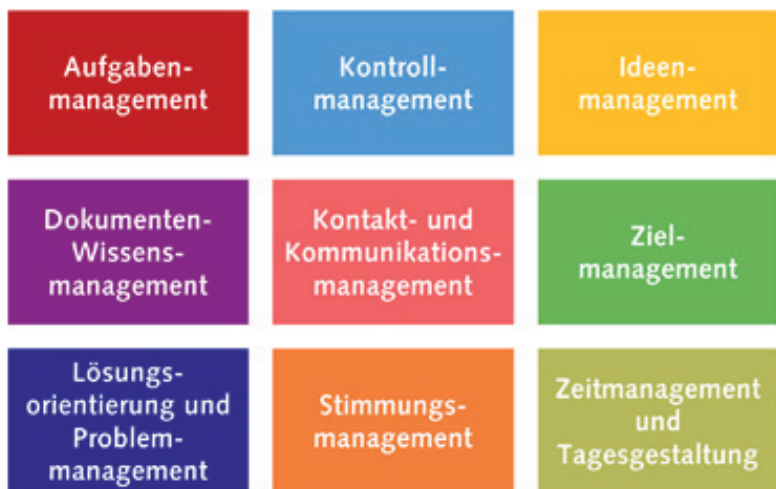 Aufgaben-
management
Kontroll-
management
Ideen-
management
Dokumenten-
Wissens-
management
Kontakt- und
Kommunikations-
management
Ziel-
management
Lösungs-
orientierung und
Problem-
management
Stimmungs-
management
Zeitmanagement
und
Tagesgestaltung